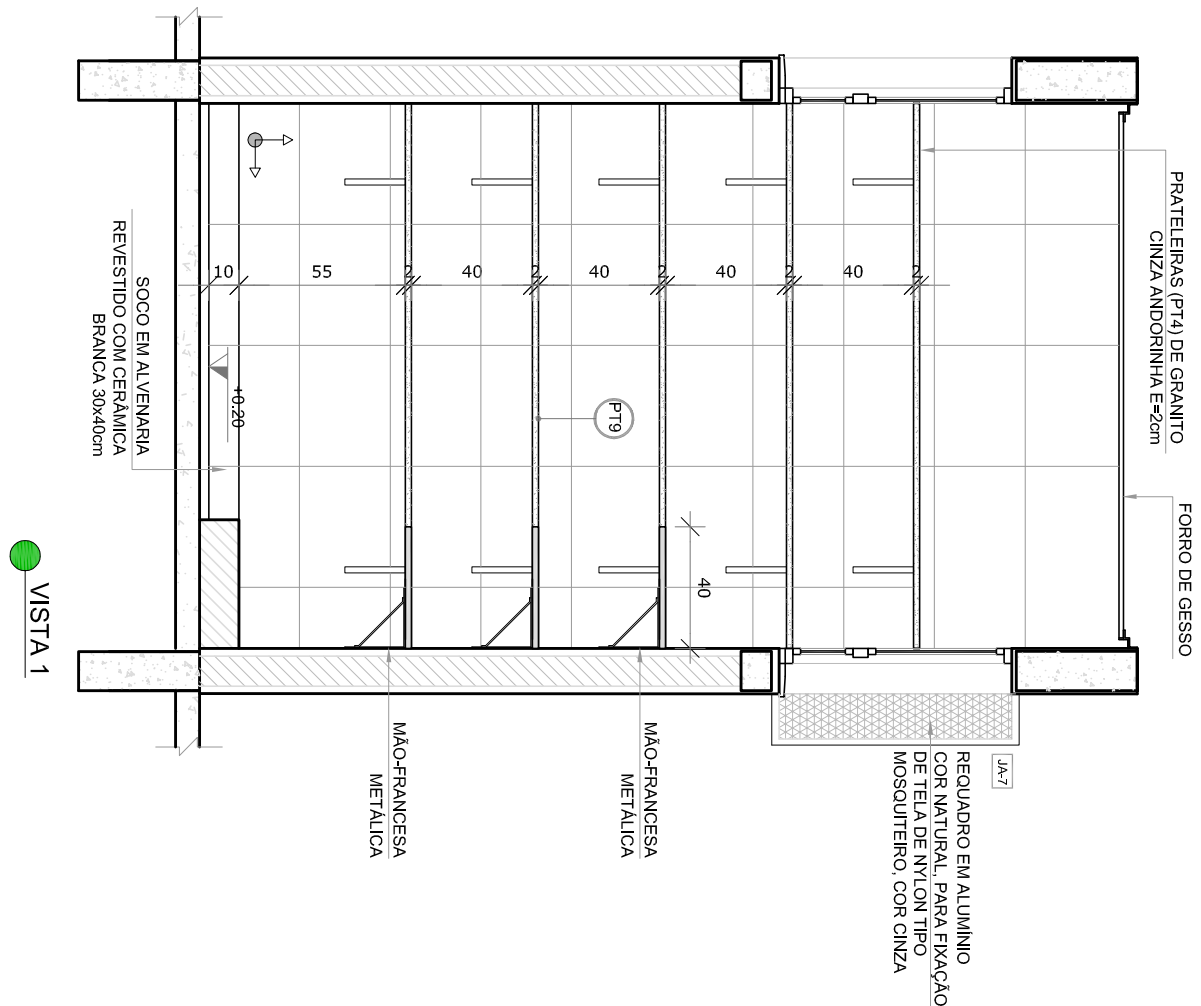 FORRO DE GESSO
PRATELEIRAS (PT4) DE GRANITO
CINZA ANDORINHA E=2cm
JA-7
REQUADRO EM ALUMÍNIO
COR NATURAL, PARA FIXAÇÃO
DE TELA DE NYLON TIPO
MOSQUITEIRO, COR CINZA
2
40
2
40
2
40
2
40
2
55
10
40
PT9
MÃO-FRANCESA
METÁLICA
MÃO-FRANCESA
METÁLICA
+0.20
SOCO EM ALVENARIA
REVESTIDO COM CERÂMICA
BRANCA 30x40cm
VISTA 1